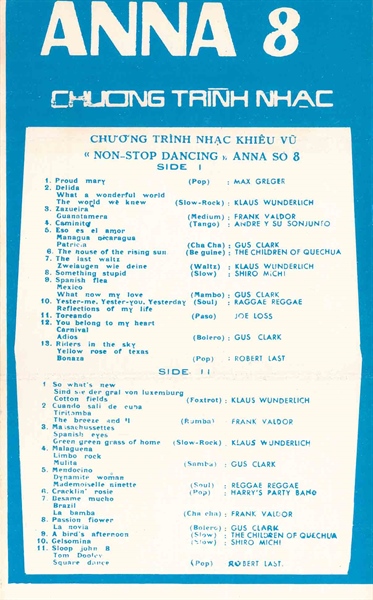 ANNA 8
CHƯƠNG TRÌNH NHẠC
CHƯƠNG TRÌNH NHẠC KHIÊU VŨ
« NON-STOP DANCING » ANNA SO 8
SIDE I
1. Proud mary (Pop) : MAX GRLGER
2. Delida
What a wonderful world
The world we knew (Slow-Rock) : KLAUS WUNDERLICH
3. Zazueira
Guantamera (Medium) : FRANK VALDOR
4. Caminito (Tango) : ANDRE Y SU SONJUNTO
5. Eso es el amor
Managua nicaragua
Patricia (Cha Cha) : GUS CLARK
6. The nouse of the rising sun (Be guine) : THE CHILDREN OF QUECHUA
7. The last waltz
Zweiaugen wie deine (Waltz) : KLAUS WUNDERLICH
8. Something stupid (Slow) : SHIRO MICHI
9. Spanish flea
Mexico
What now my love (Mambo) : GUS CLARK
10. Yester-me, Yester-you, Yesterday (Soul) : RAGGAE REGGAE
Reflections of my life
11. Toreando (Paso) JOE LOSS
12. You belong to my heart
Carnival
Adios (Bolero) : GUS CLARK
13. Riders in the sky
Yellow rose of texas
Bonaza (Pop) : ROBERT LAST
SIDE II
1 So what's new
Sind sie der gral von luxemburg
Cotton fields (Foxtrot) : KLAUS WUNDERLICH
2 Cuando sali de cuna
Tiritomba
The breeze and I (Rumba) FRANK VALDOR
3. Massachussettes
Spanish eyes
Green green grass of home (Slow-Rock) . KLAUS WUNDERLICH
4. Malaguena
Limbo rock
Mulita (Samba) : GUS CLARK
5. Mendocino
Dynamite woman
Mademoiselle ninette (Soul) : REGGAE REGGAE
6. Cracklin' rosie (Pop) : HARRY'S PARTY BAND
7. Besame mucho
Brazil
La bamba (Cha cha) : FRANK VALDOR
8. Passion flower
La novia (Bolero) : GUS CLARK
9. A bird's afternoon (Slow) : THE CHILDREN OF QUECHUA
10. Gelsomina (Slow) : SHIRO MICHI
11. Sloop john B
Tom Dooley
Square dance (Pop) ROBERT LAST.